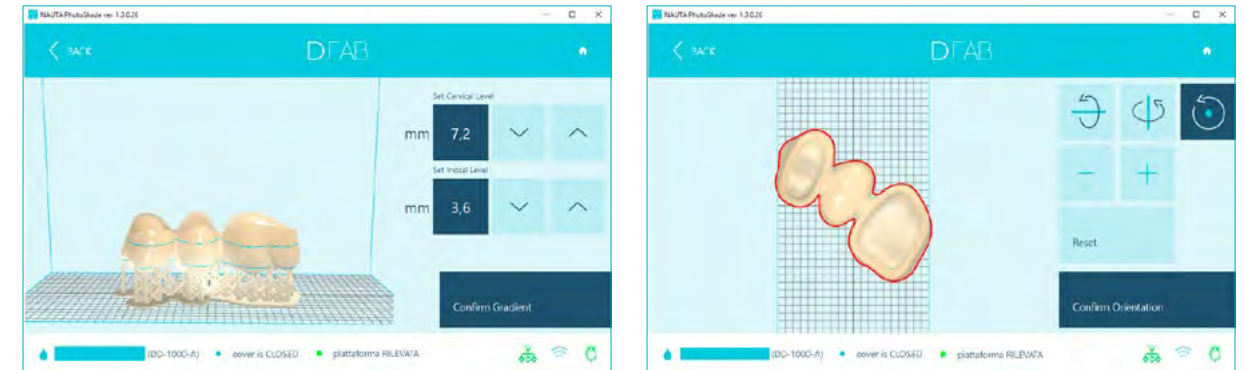 NAUTA PhotoShade ver. 1.3.0.26
BACK
DFAB
Set Cervical Level
mm 7,2
Set Incisal Level
mm 3,6
Confirm Gradient
(DD-1000-A) cover is CLOSED piattaforma RILEVATA
NAUTA PhotoShade ver. 1.3.0.26
BACK
DFAB
Reset
Confirm Orientation
(DD-1000-A) cover is CLOSED piattaforma RILEVATA